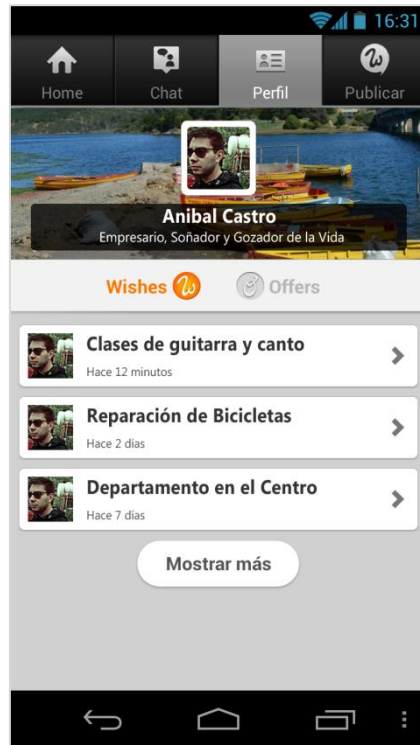 16:31
Home
Chat
Perfil
Publicar
Anibal Castro
Empresario, Soñador y Gozador de la Vida
Wishes
Offers
Clases de guitarra y canto
Hace 12 minutos
Reparación de Bicicletas
Hace 2 días
Departamento en el Centro
Hace 7 dias
Mostrar más